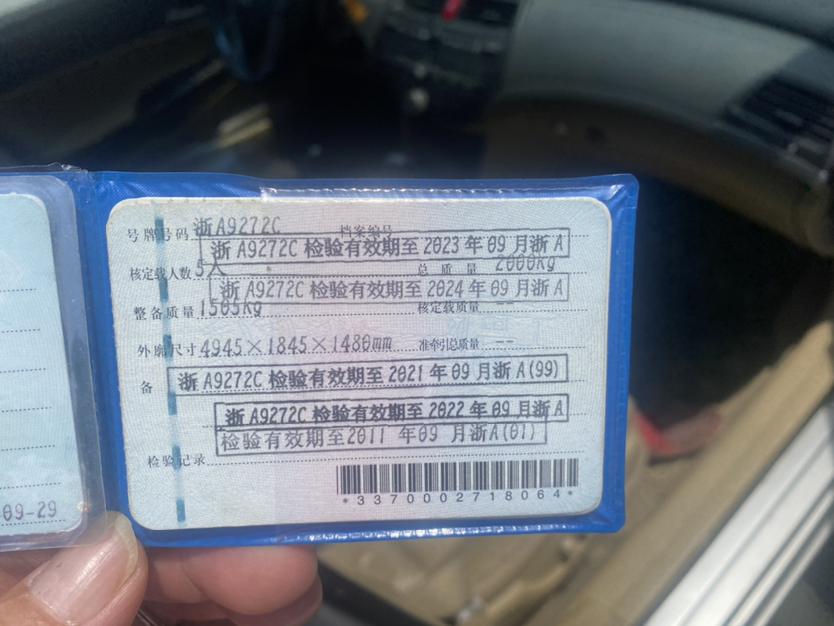 号牌号码 浙A9272C 档案编号
浙A9272C 检验有效期至2023年09月浙A
核定载人数 5人 总质量 2000kg
浙A9272C 检验有效期至2024年09月浙A
整备质量 1505kg 核定载质量 --
外廓尺寸 4945×1845×1480mm 准牵引总质量 --
备 浙A9272C 检验有效期至2021年09月浙A(99)
浙A9272C 检验有效期至2022年09月浙A
检验有效期至2011年09月浙A(01)
检验记录
*3370002718064*
09-29